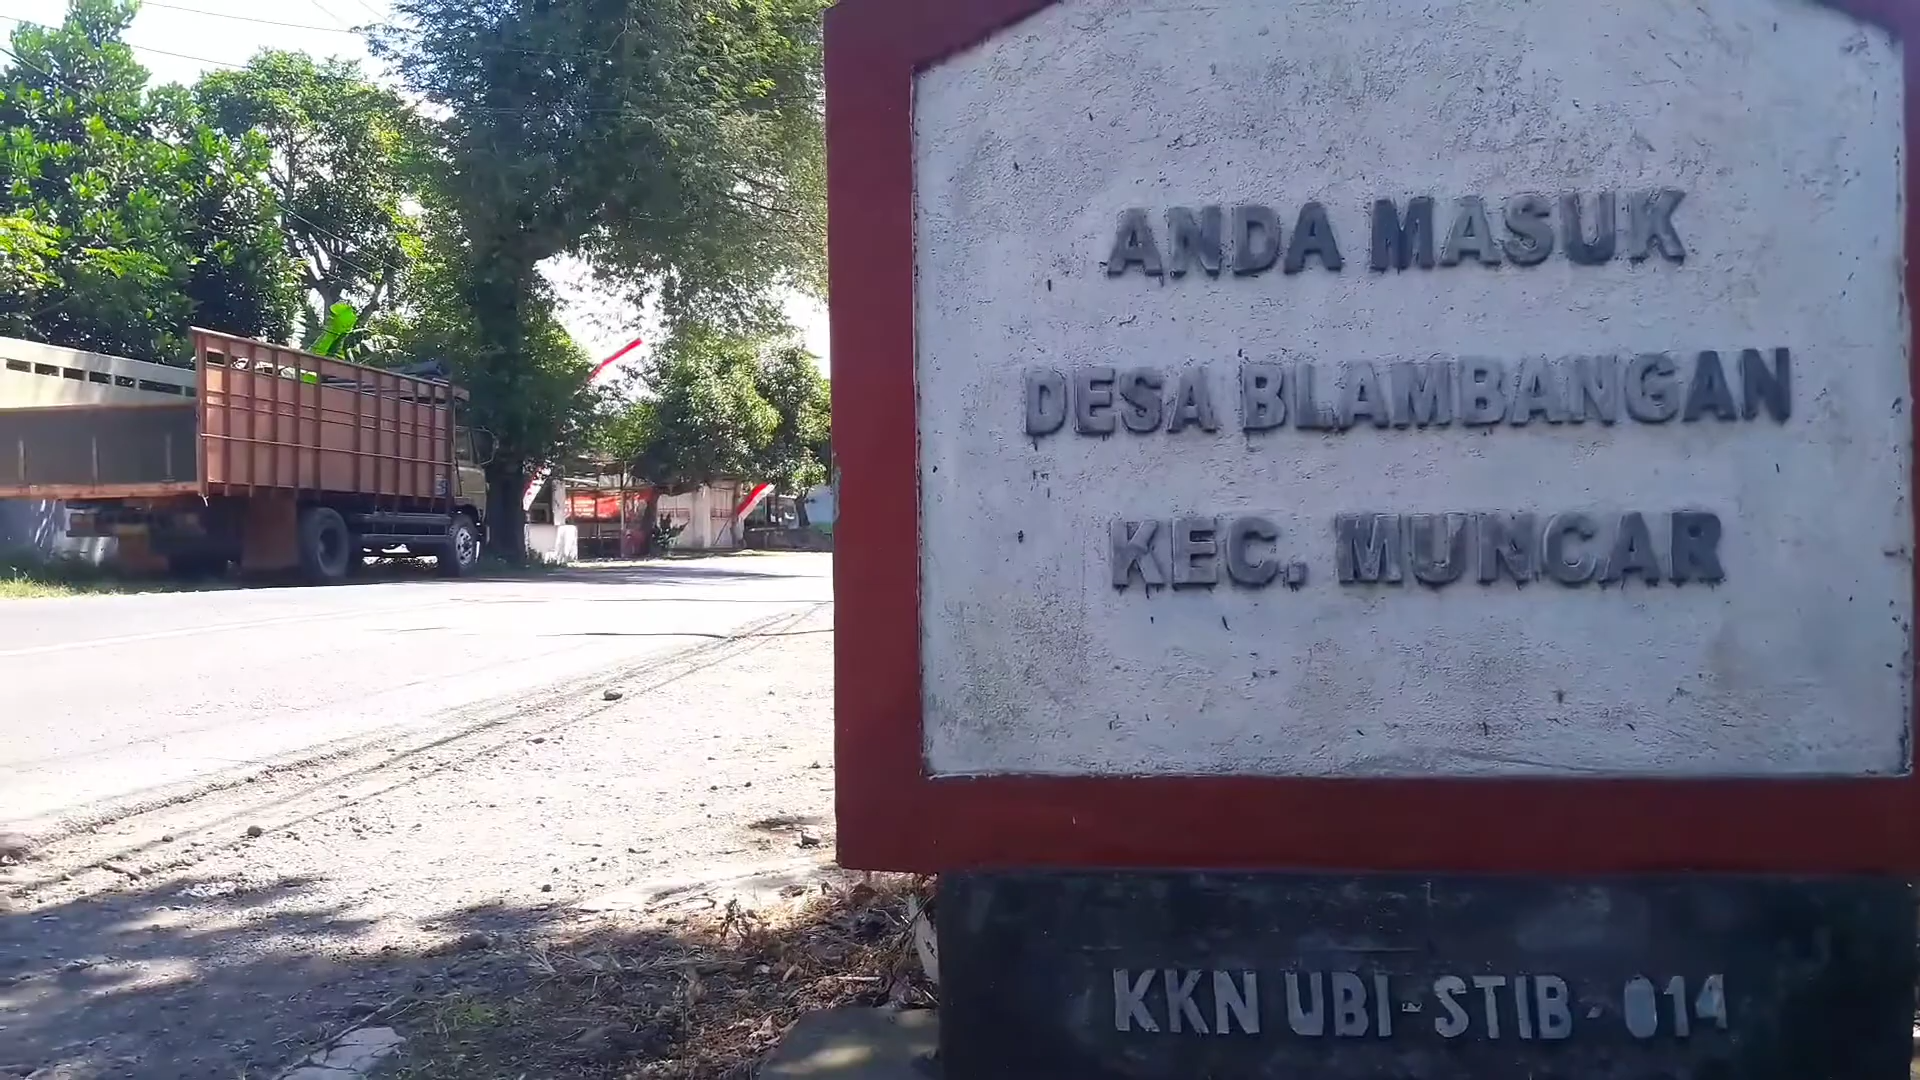 ANDA MASUK
DESA BLAMBANGAN
KEC. MUNCAR
KKN UBI-STIB-014